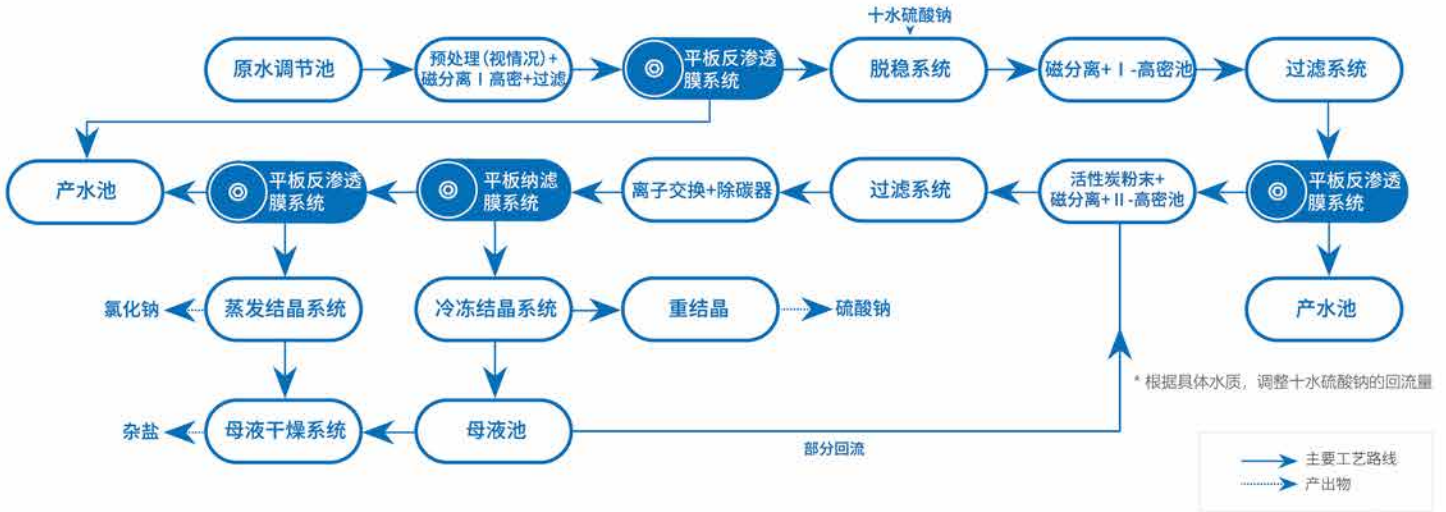 十水硫酸钠
原水调节池
预处理(视情况)+
磁分离Ⅰ高密+过滤
平板反渗透
膜系统
脱稳系统
磁分离+Ⅰ-高密池
过滤系统
产水池
平板反渗透
膜系统
平板纳滤
膜系统
离子交换+除碳器
过滤系统
活性炭粉末+
磁分离+II-高密池
平板反渗透
膜系统
氯化钠
蒸发结晶系统
冷冻结晶系统
重结晶
硫酸钠
产水池
* 根据具体水质，调整十水硫酸钠的回流量
杂盐
母液干燥系统
母液池
部分回流
主要工艺路线
产出物